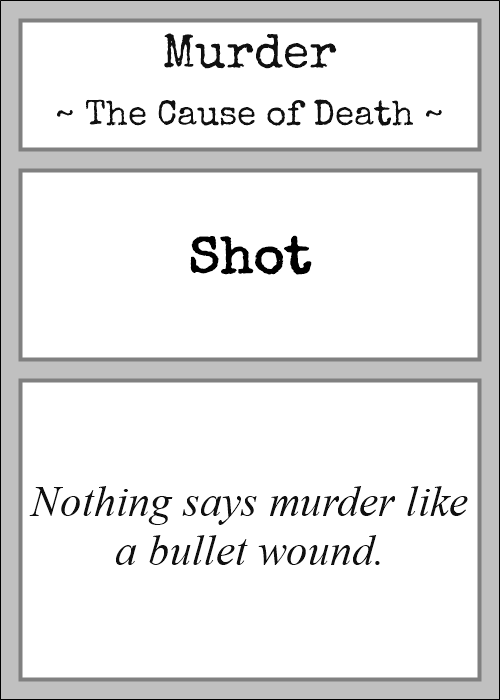 Murder
~ The Cause of Death ~
Shot
Nothing says murder like
a bullet wound.